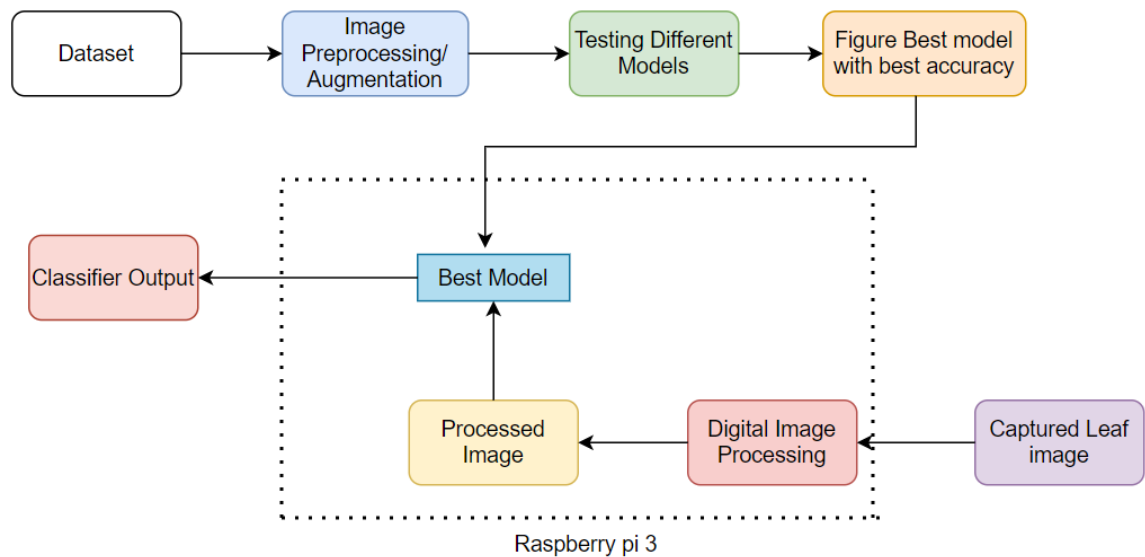 Dataset
Image
Preprocessing/
Augmentation
Testing Different
Models
Figure Best model
with best accuracy
Classifier Output
Best Model
Processed
Image
Digital Image
Processing
Captured Leaf
image
Raspberry pi 3